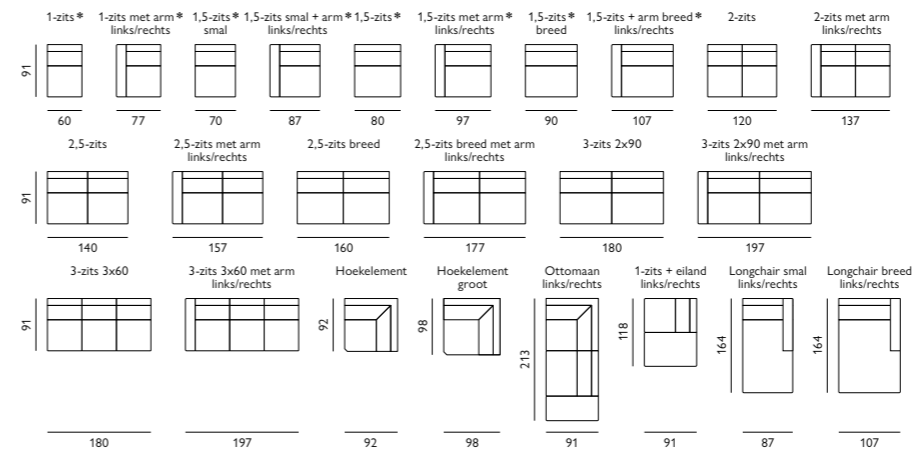 1-zits * 1-zits met arm * 1,5-zits * 1,5-zits smal + arm * 1,5-zits * 1,5-zits met arm * 1,5-zits * 1,5-zits + arm breed * 2-zits 2-zits met arm
links/rechts smal links/rechts links/rechts breed links/rechts links/rechts
91
60 77 70 87 80 97 90 107 120 137
2,5-zits 2,5-zits met arm 2,5-zits breed 2,5-zits breed met arm 3-zits 2x90 3-zits 2x90 met arm
links/rechts links/rechts links/rechts
91
140 157 160 177 180 197
3-zits 3x60 3-zits 3x60 met arm Hoekelement Hoekelement Ottomaan 1-zits + eiland Longchair smal Longchair breed
links/rechts groot links/rechts links/rechts links/rechts links/rechts
91 92 98 213 118 164 164
180 197 92 98 91 91 87 107